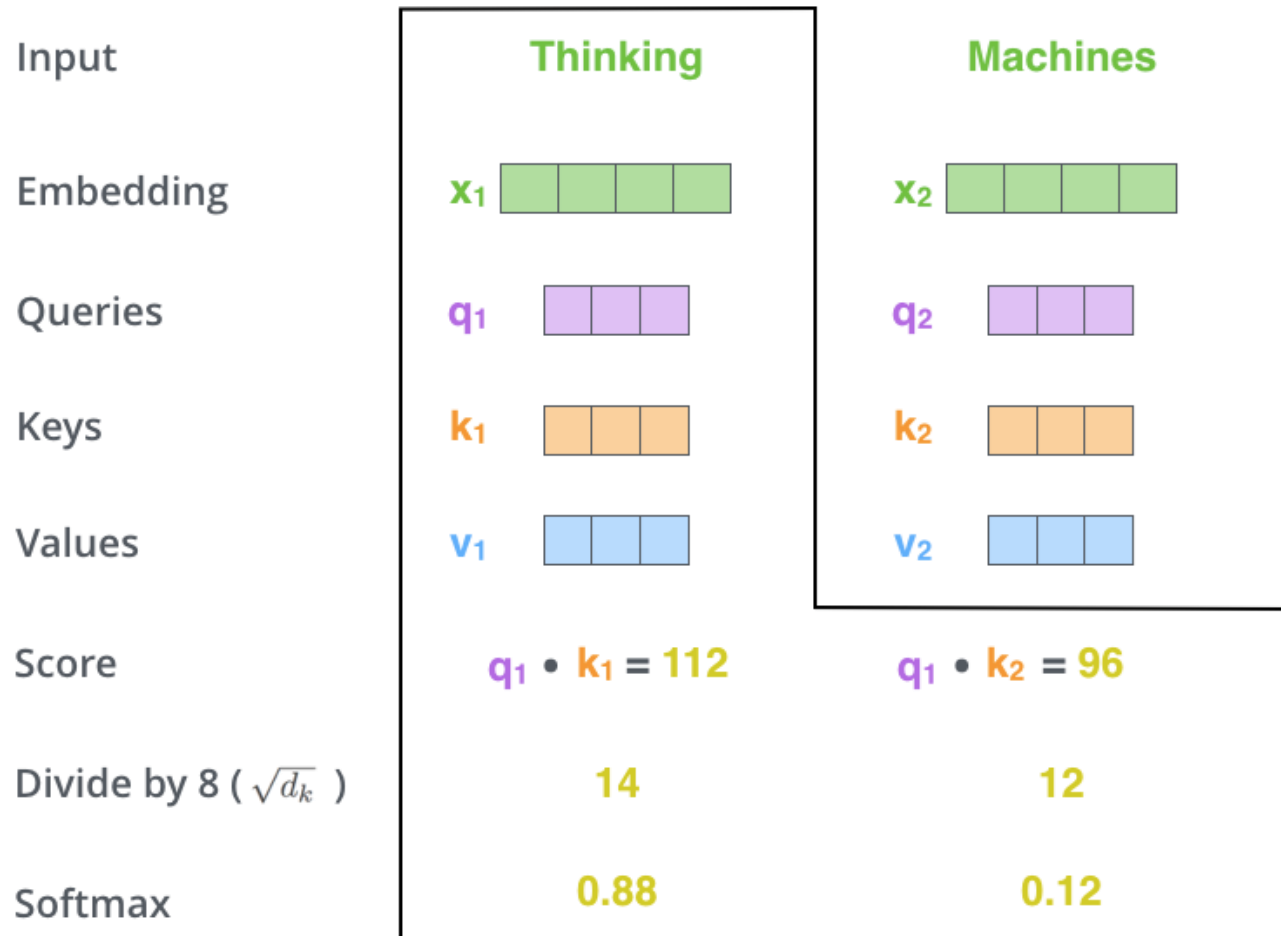 Input Thinking Machines
Embedding x₁ x₂
Queries q₁ q₂
Keys k₁ k₂
Values v₁ v₂
Score q₁ • k₁ = 112 q₁ • k₂ = 96
Divide by 8 ( √dₖ ) 14 12
Softmax 0.88 0.12